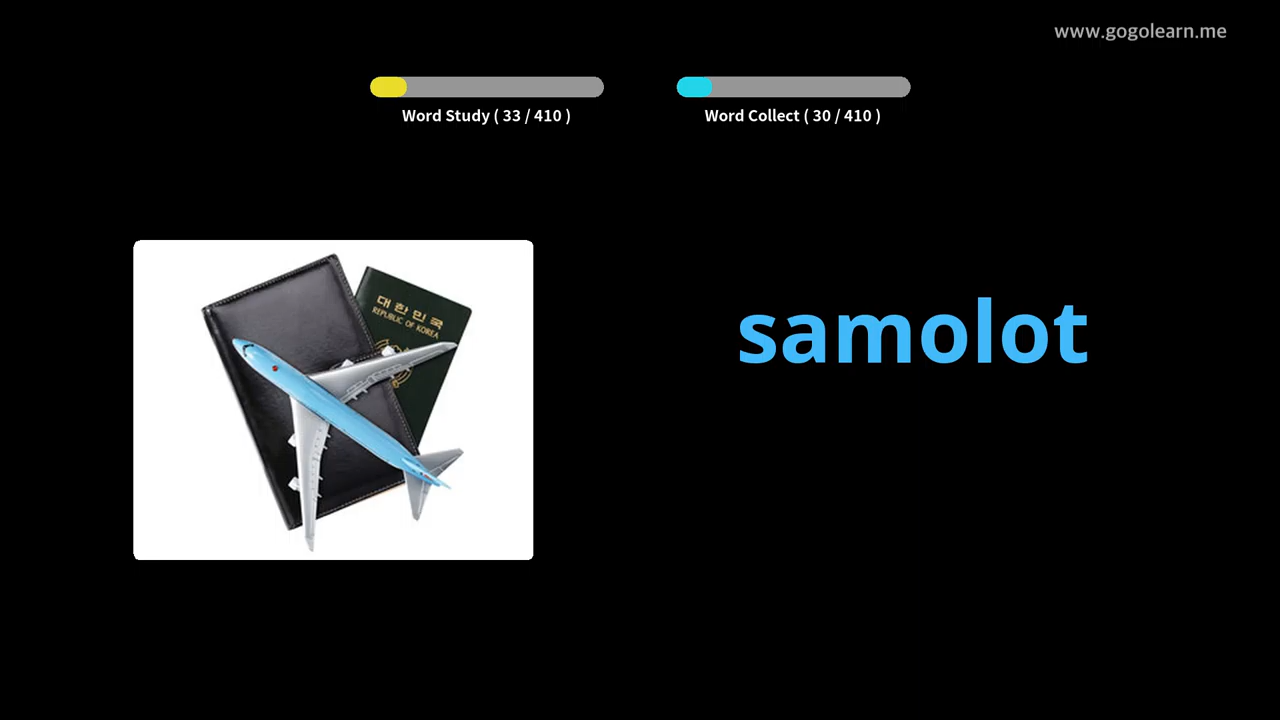 www.gogolearn.me
Word Study ( 33 / 410 )
Word Collect ( 30 / 410 )
대한민국
REPUBLIC OF KOREA
samolot